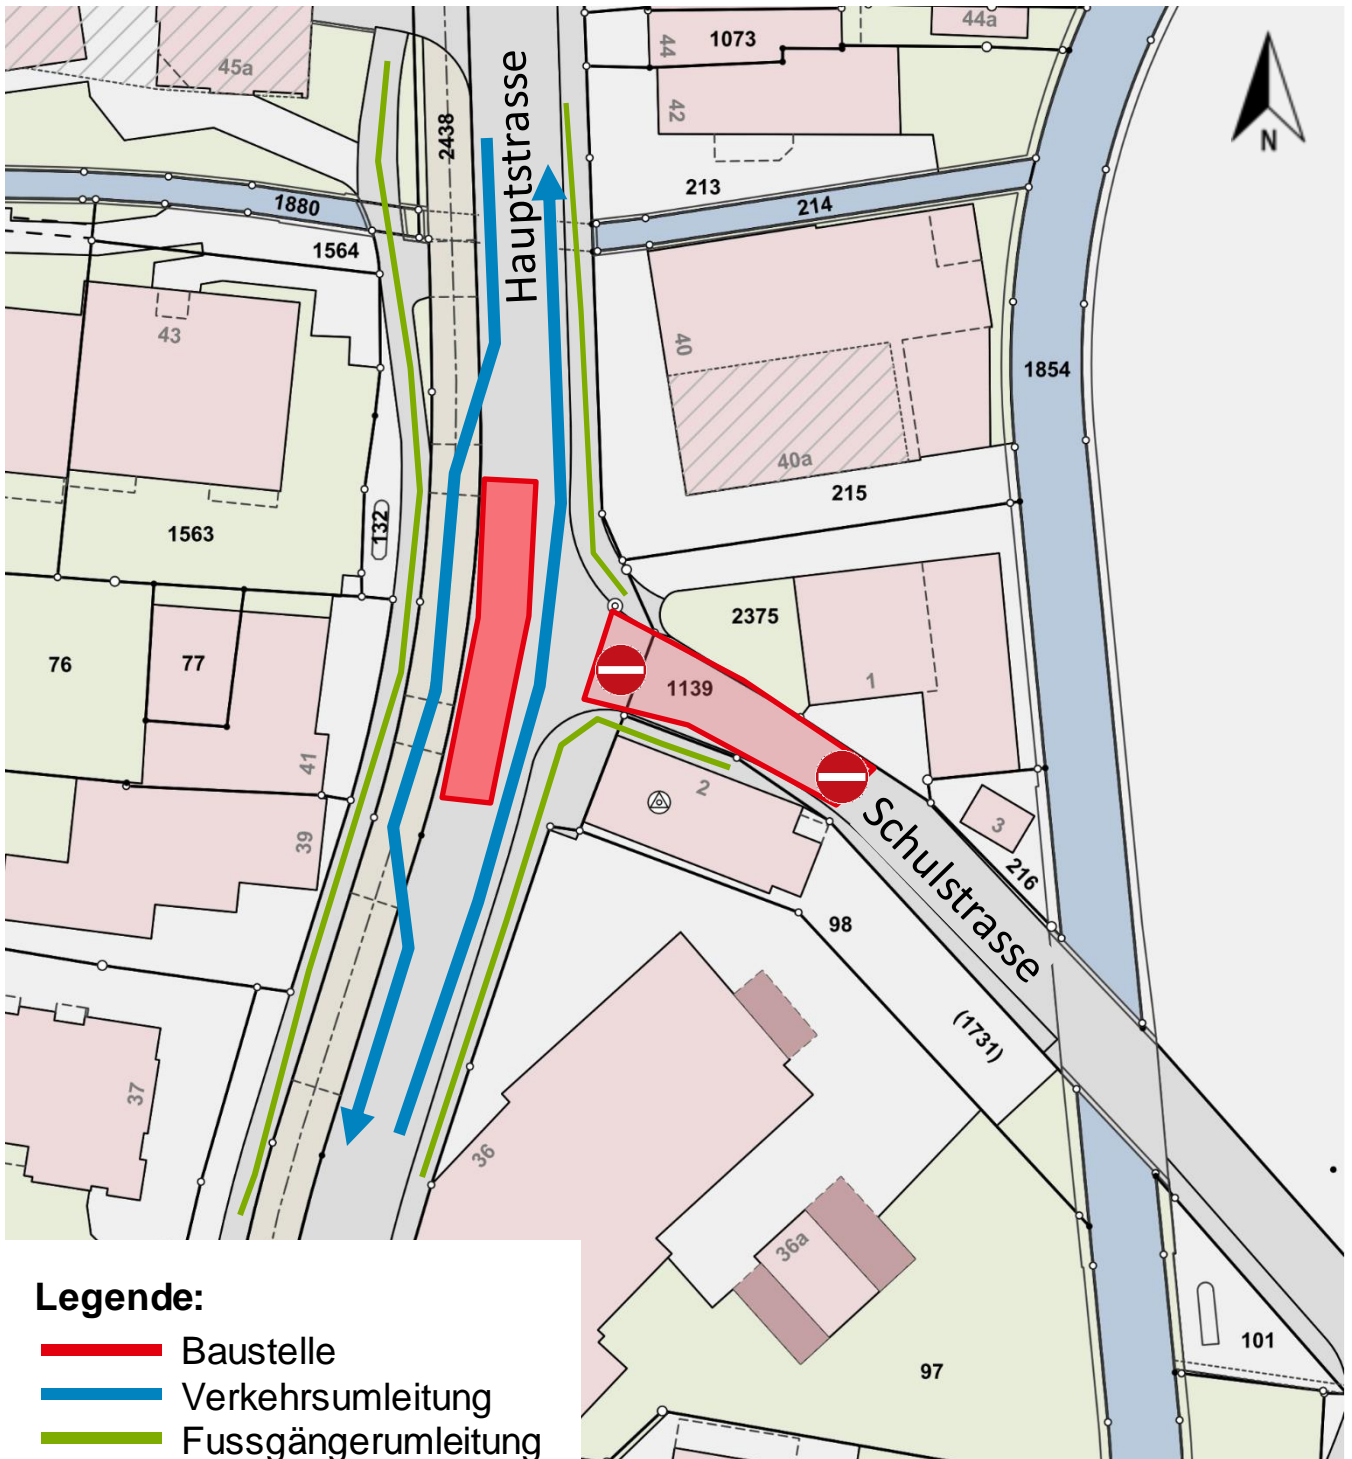 45a
44
1073
44a
42
N
2438
Hauptstrasse
213
214
1880
1564
43
40
1854
40a
215
132
1563
2375
76
77
1139
1
41
2
3
39
Schulstrasse
216
98
(1731)
37
36
36a
101
97
Legende:
Baustelle
Verkehrsumleitung
Fussgängerumleitung